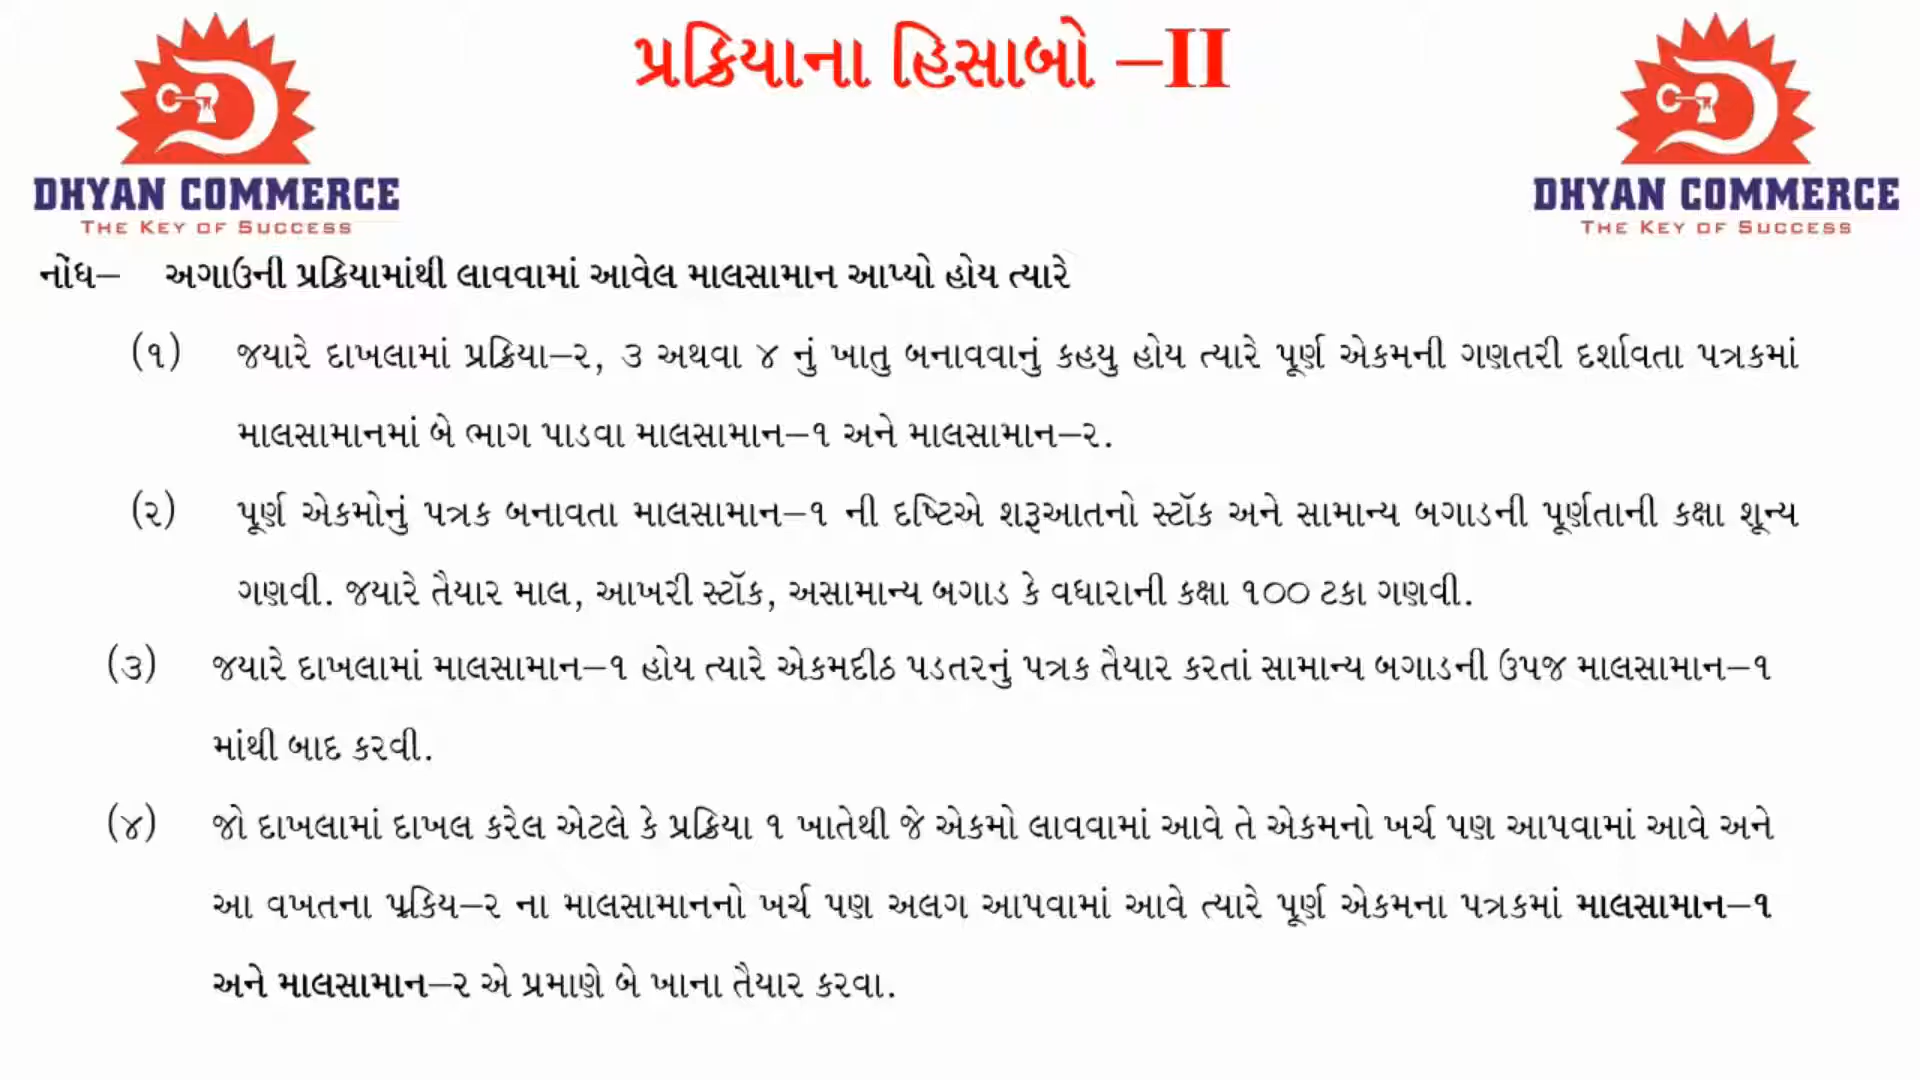 પ્રક્રિયાના હિસાબો –II
DHYAN COMMERCE
THE KEY OF SUCCESS
DHYAN COMMERCE
THE KEY OF SUCCESS
નોંધ– અગાઉની પ્રક્રિયામાંથી લાવવામાં આવેલ માલસામાન આપ્યો હોય ત્યારે
(૧) જયારે દાખલામાં પ્રક્રિયા–૨, ૩ અથવા ૪ નું ખાતુ બનાવવાનું કહયુ હોય ત્યારે પૂર્ણ એકમની ગણતરી દર્શાવતા પત્રકમાં
માલસામાનમાં બે ભાગ પાડવા માલસામાન–૧ અને માલસામાન–૨.
(૨) પૂર્ણ એકમોનું પત્રક બનાવતા માલસામાન–૧ ની દષ્ટિએ શરૂઆતનો સ્ટૉક અને સામાન્ય બગાડની પૂર્ણતાની કક્ષા શૂન્ય
ગણવી. જયારે તૈયાર માલ, આખરી સ્ટૉક, અસામાન્ય બગાડ કે વધારાની કક્ષા ૧૦૦ ટકા ગણવી.
(૩) જયારે દાખલામાં માલસામાન–૧ હોય ત્યારે એકમદીઠ પડતરનું પત્રક તૈયાર કરતાં સામાન્ય બગાડની ઉપજ માલસામાન–૧
માંથી બાદ કરવી.
(૪) જો દાખલામાં દાખલ કરેલ એટલે કે પ્રક્રિયા ૧ ખાતેથી જે એકમો લાવવામાં આવે તે એકમનો ખર્ચ પણ આપવામાં આવે અને
આ વખતના પ્રકિય–૨ ના માલસામાનનો ખર્ચ પણ અલગ આપવામાં આવે ત્યારે પૂર્ણ એકમના પત્રકમાં માલસામાન–૧
અને માલસામાન–૨ એ પ્રમાણે બે ખાના તૈયાર કરવા.